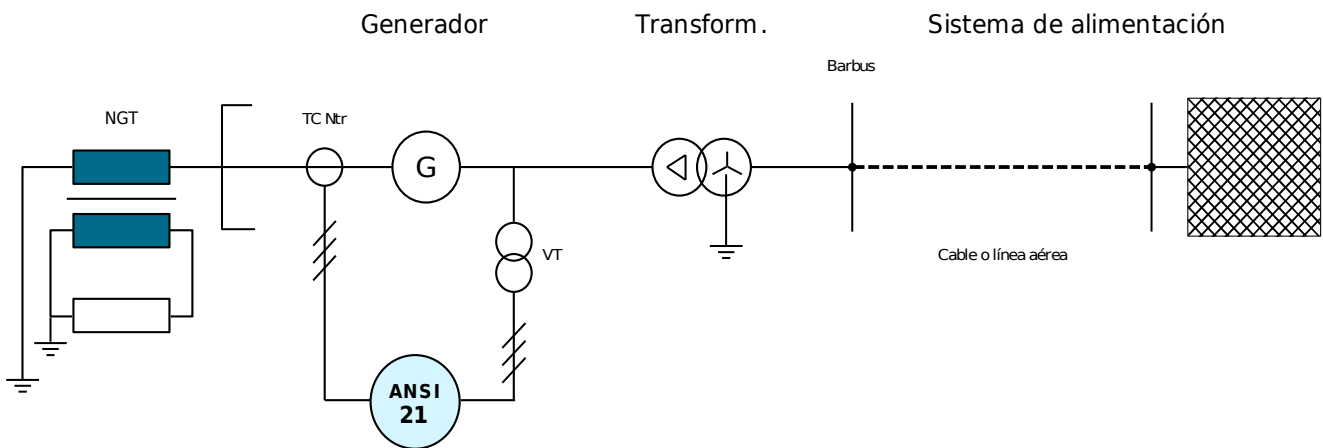 Generador
Transform.
Sistema de alimentación
Barbus
NGT
TC Ntr
G
VT
Cable o línea aérea
ANSI
21